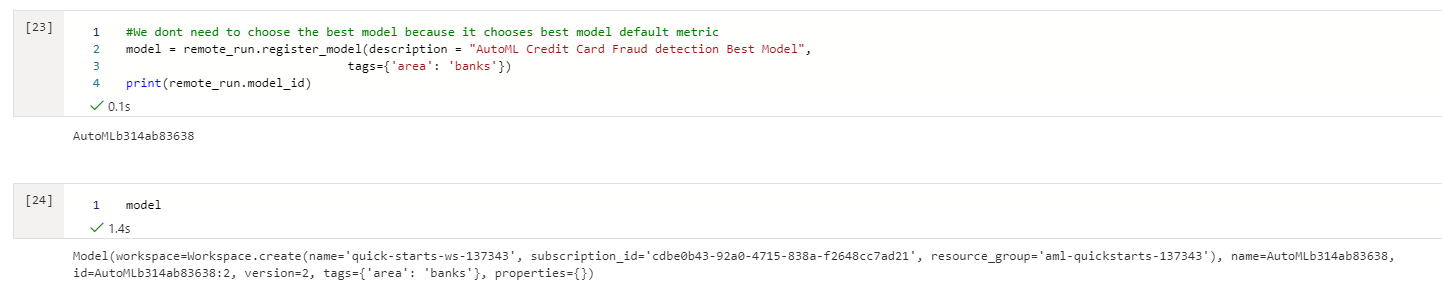 [23]
1 #We dont need to choose the best model because it chooses best model default metric
2 model = remote_run.register_model(description = "AutoML Credit Card Fraud detection Best Model",
3 tags={'area': 'banks'})
4 print(remote_run.model_id)
0.1s
AutoMLb314ab83638
[24]
1 model
1.4s
Model(workspace=Workspace.create(name='quick-starts-ws-137343', subscription_id='cdbe0b43-92a0-4715-838a-f2648cc7ad21', resource_group='aml-quickstarts-137343'), name=AutoMLb314ab83638,
id=AutoMLb314ab83638:2, version=2, tags={'area': 'banks'}, properties={})